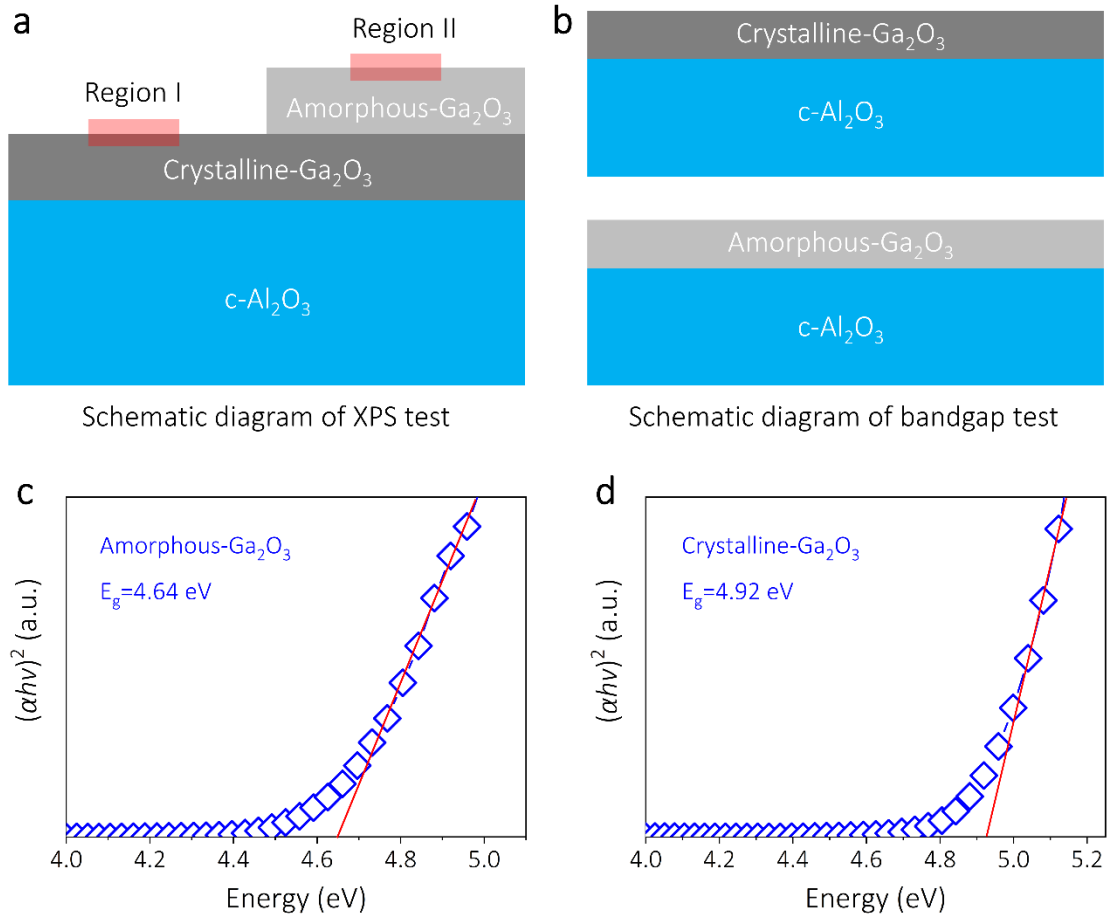 a
Region II
Region I
Amorphous-Ga₂O₃
Crystalline-Ga₂O₃
c-Al₂O₃
Schematic diagram of XPS test
b
Crystalline-Ga₂O₃
c-Al₂O₃
Amorphous-Ga₂O₃
c-Al₂O₃
Schematic diagram of bandgap test
c
Amorphous-Ga₂O₃
E_g=4.64 eV
(αhν)² (a.u.)
4.0 4.2 4.4 4.6 4.8 5.0
Energy (eV)
d
Crystalline-Ga₂O₃
E_g=4.92 eV
(αhν)² (a.u.)
4.0 4.2 4.4 4.6 4.8 5.0 5.2
Energy (eV)